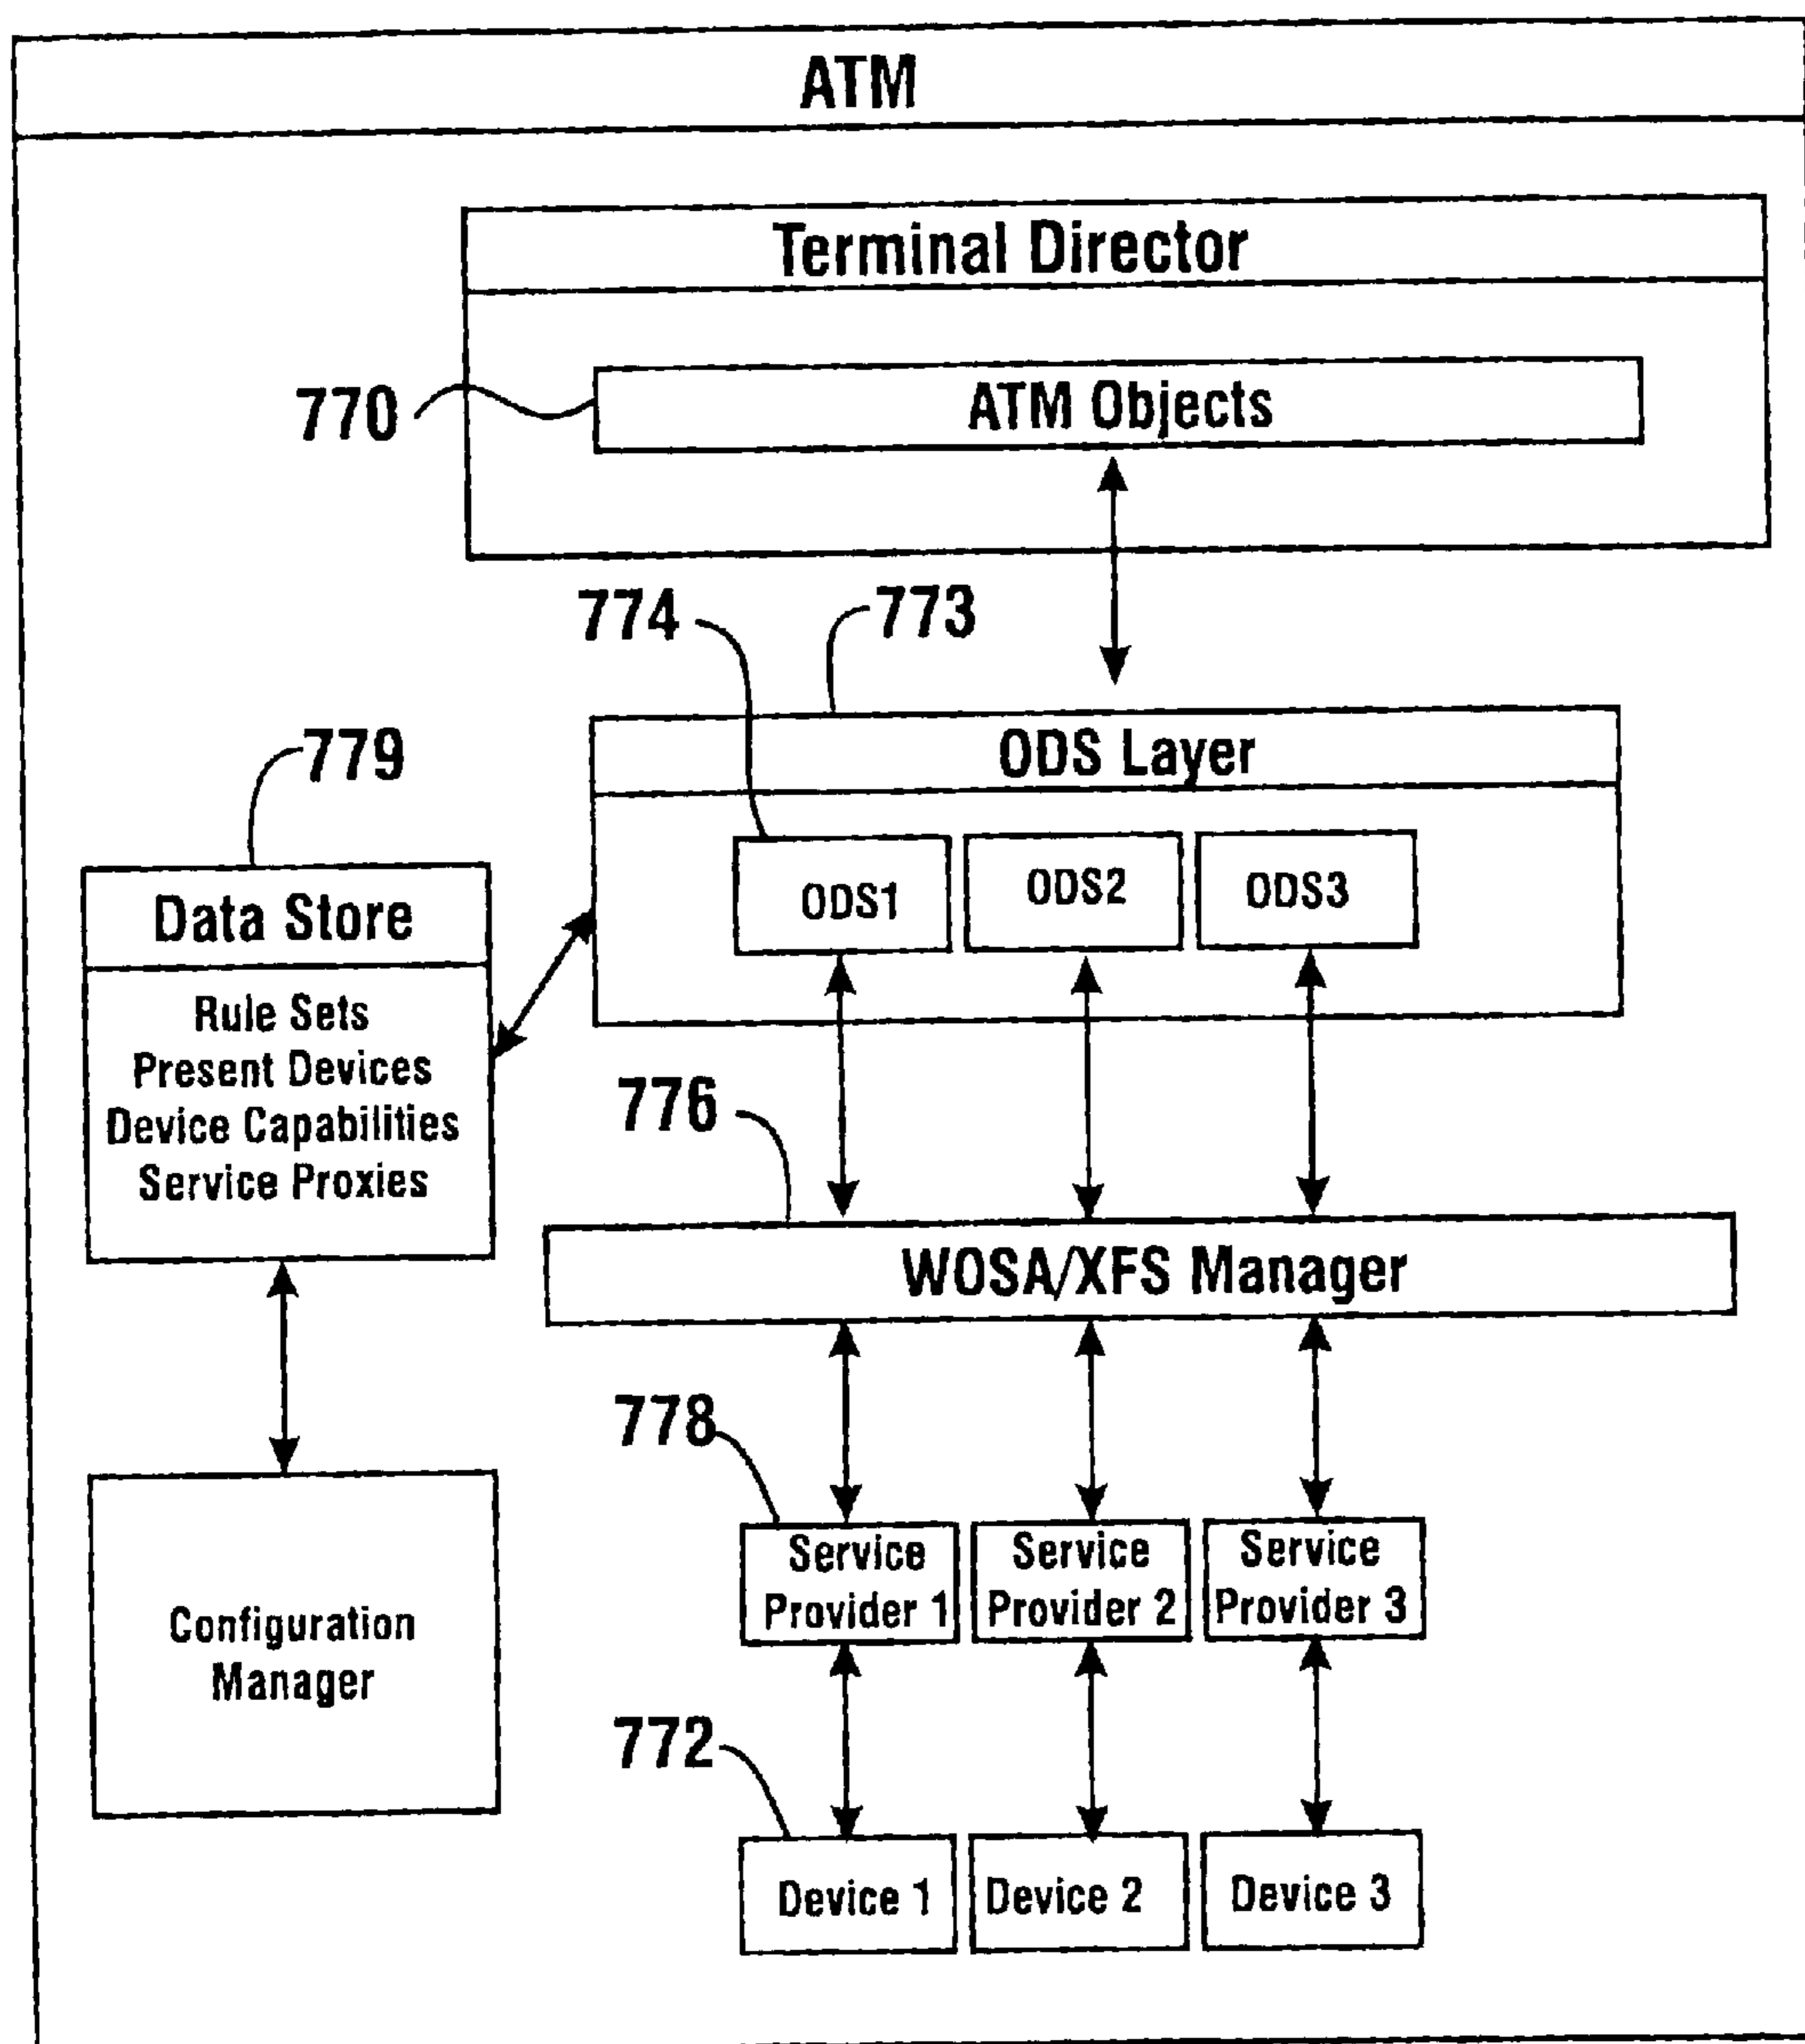 ATM
Terminal Director
770
ATM Objects
774
773
779
ODS Layer
ODS1
ODS2
ODS3
Data Store
Rule Sets
Present Devices
Device Capabilities
Service Proxies
776
WOSA/XFS Manager
778
Service
Provider 1
Service
Provider 2
Service
Provider 3
Configuration
Manager
772
Device 1
Device 2
Device 3